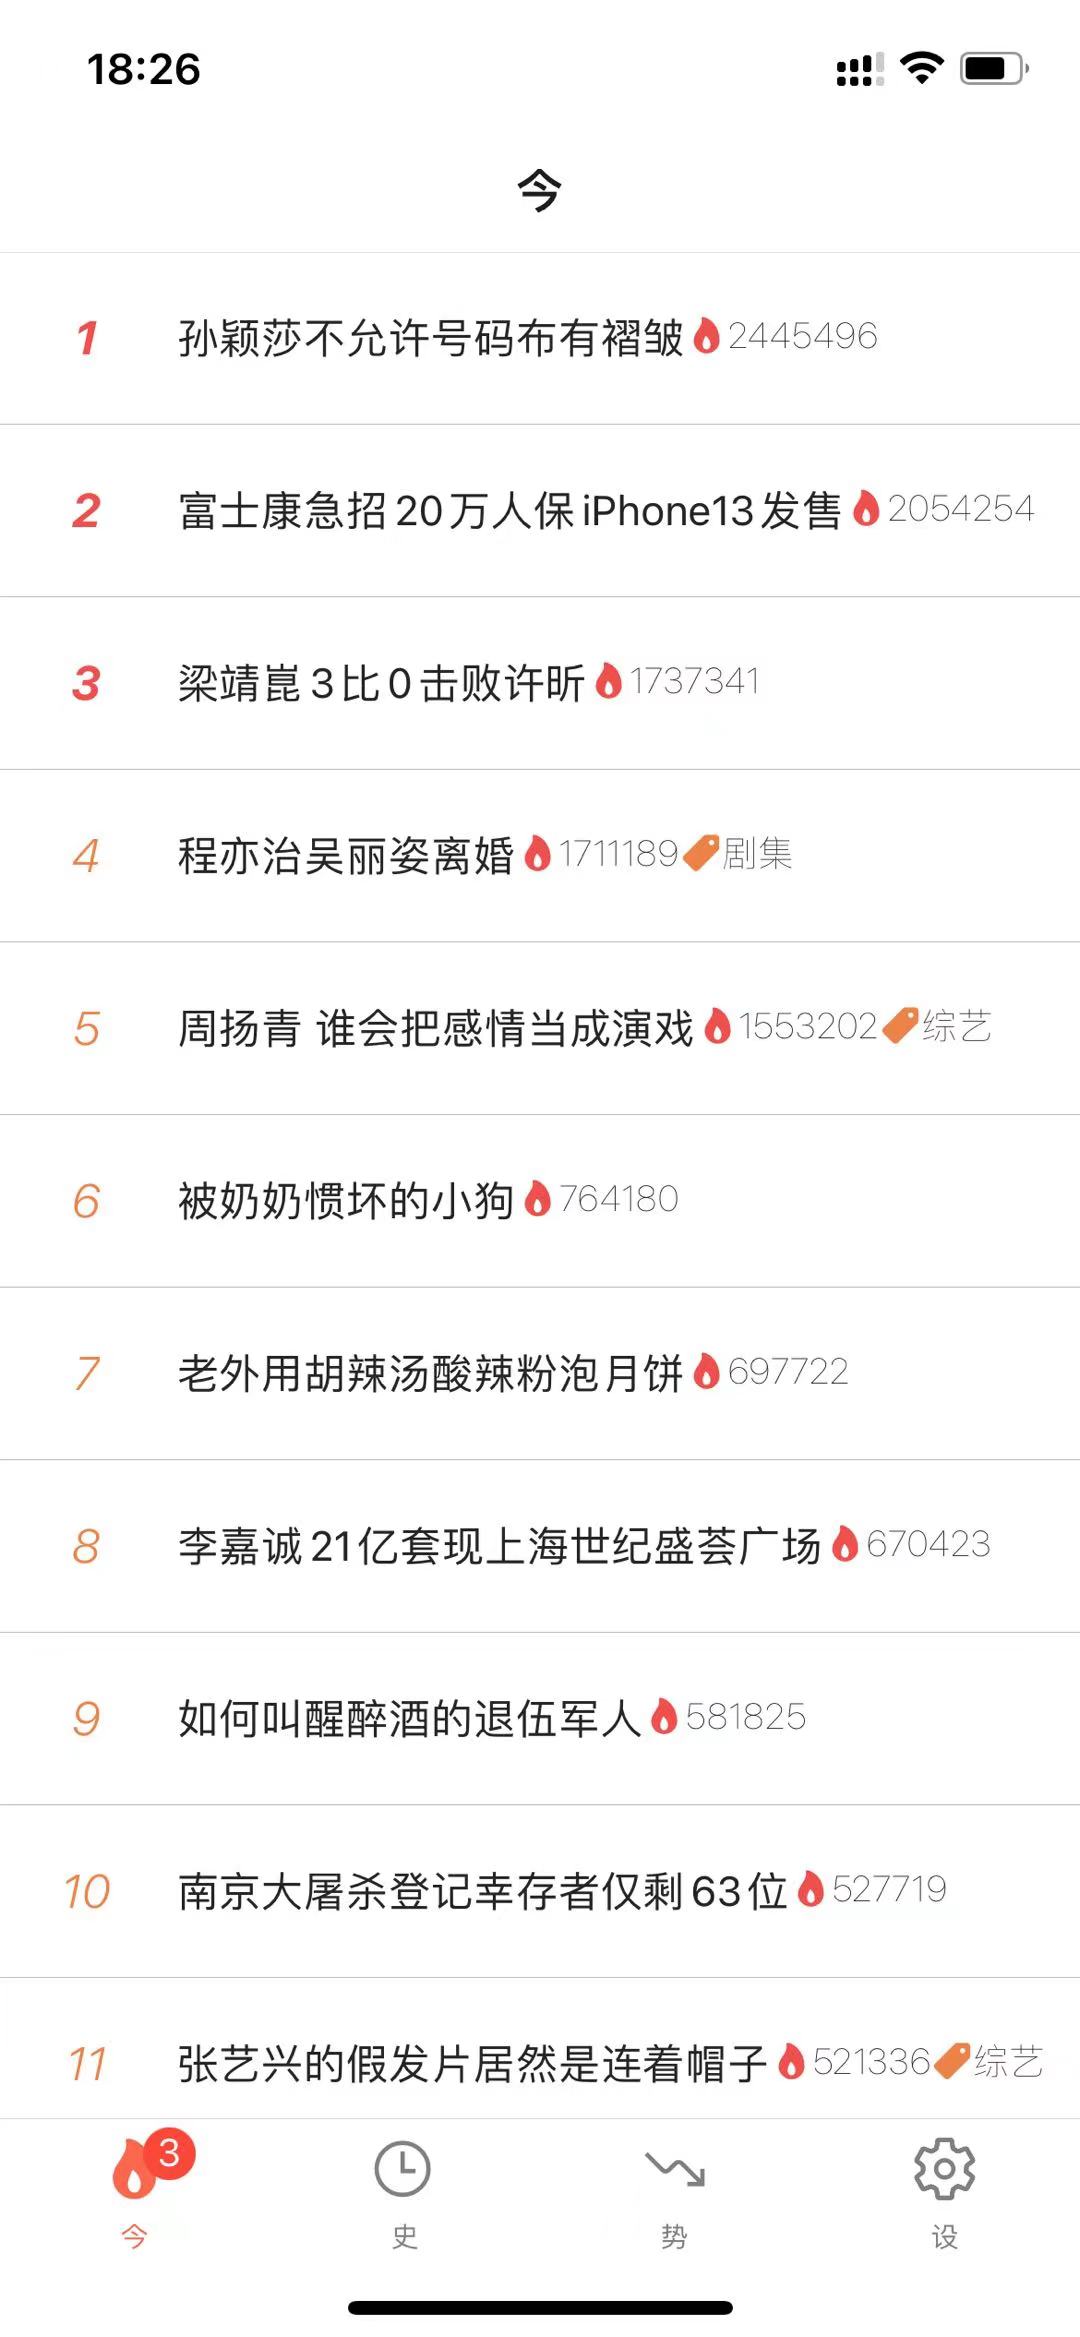 18:26
今
1 孙颖莎不允许号码布有褶皱 2445496
2 富士康急招20万人保iPhone13发售 2054254
3 梁靖崑3比0击败许昕 1737341
4 程亦治吴丽姿离婚 1711189 剧集
5 周扬青 谁会把感情当成演戏 1553202 综艺
6 被奶奶惯坏的小狗 764180
7 老外用胡辣汤酸辣粉泡月饼 697722
8 李嘉诚21亿套现上海世纪盛荟广场 670423
9 如何叫醒醉酒的退伍军人 581825
10 南京大屠杀登记幸存者仅剩63位 527719
11 张艺兴的假发片居然是连着帽子 521336 综艺
3
今 史 势 设